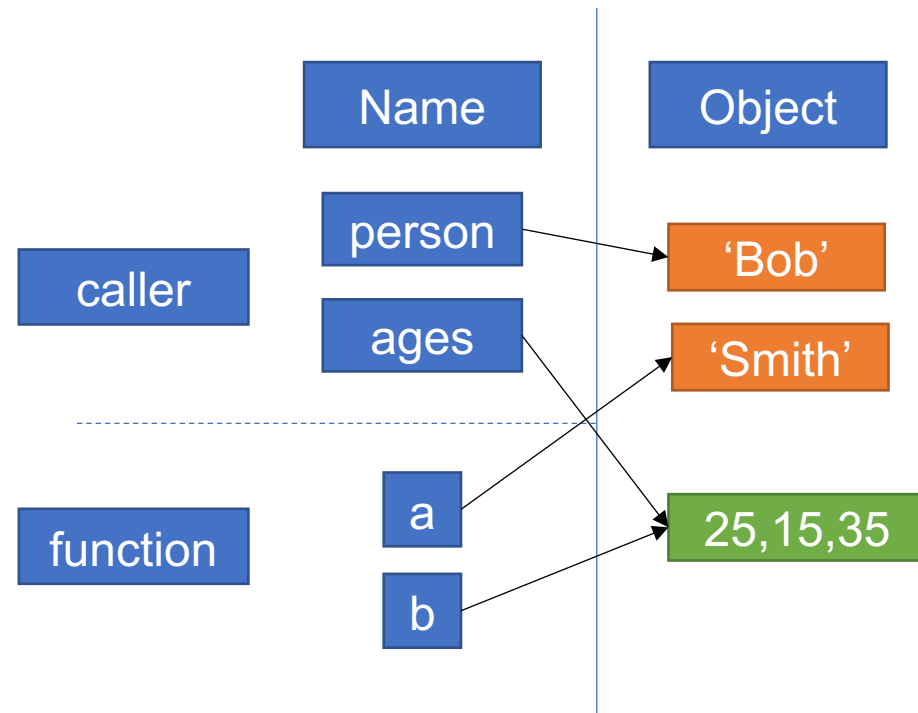 Name
Object
person
‘Bob’
caller
ages
‘Smith’
a
25,15,35
function
b